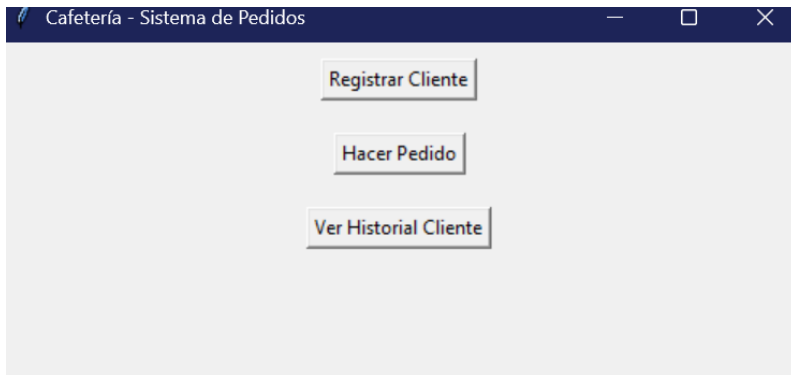 Cafetería - Sistema de Pedidos
Registrar Cliente
Hacer Pedido
Ver Historial Cliente